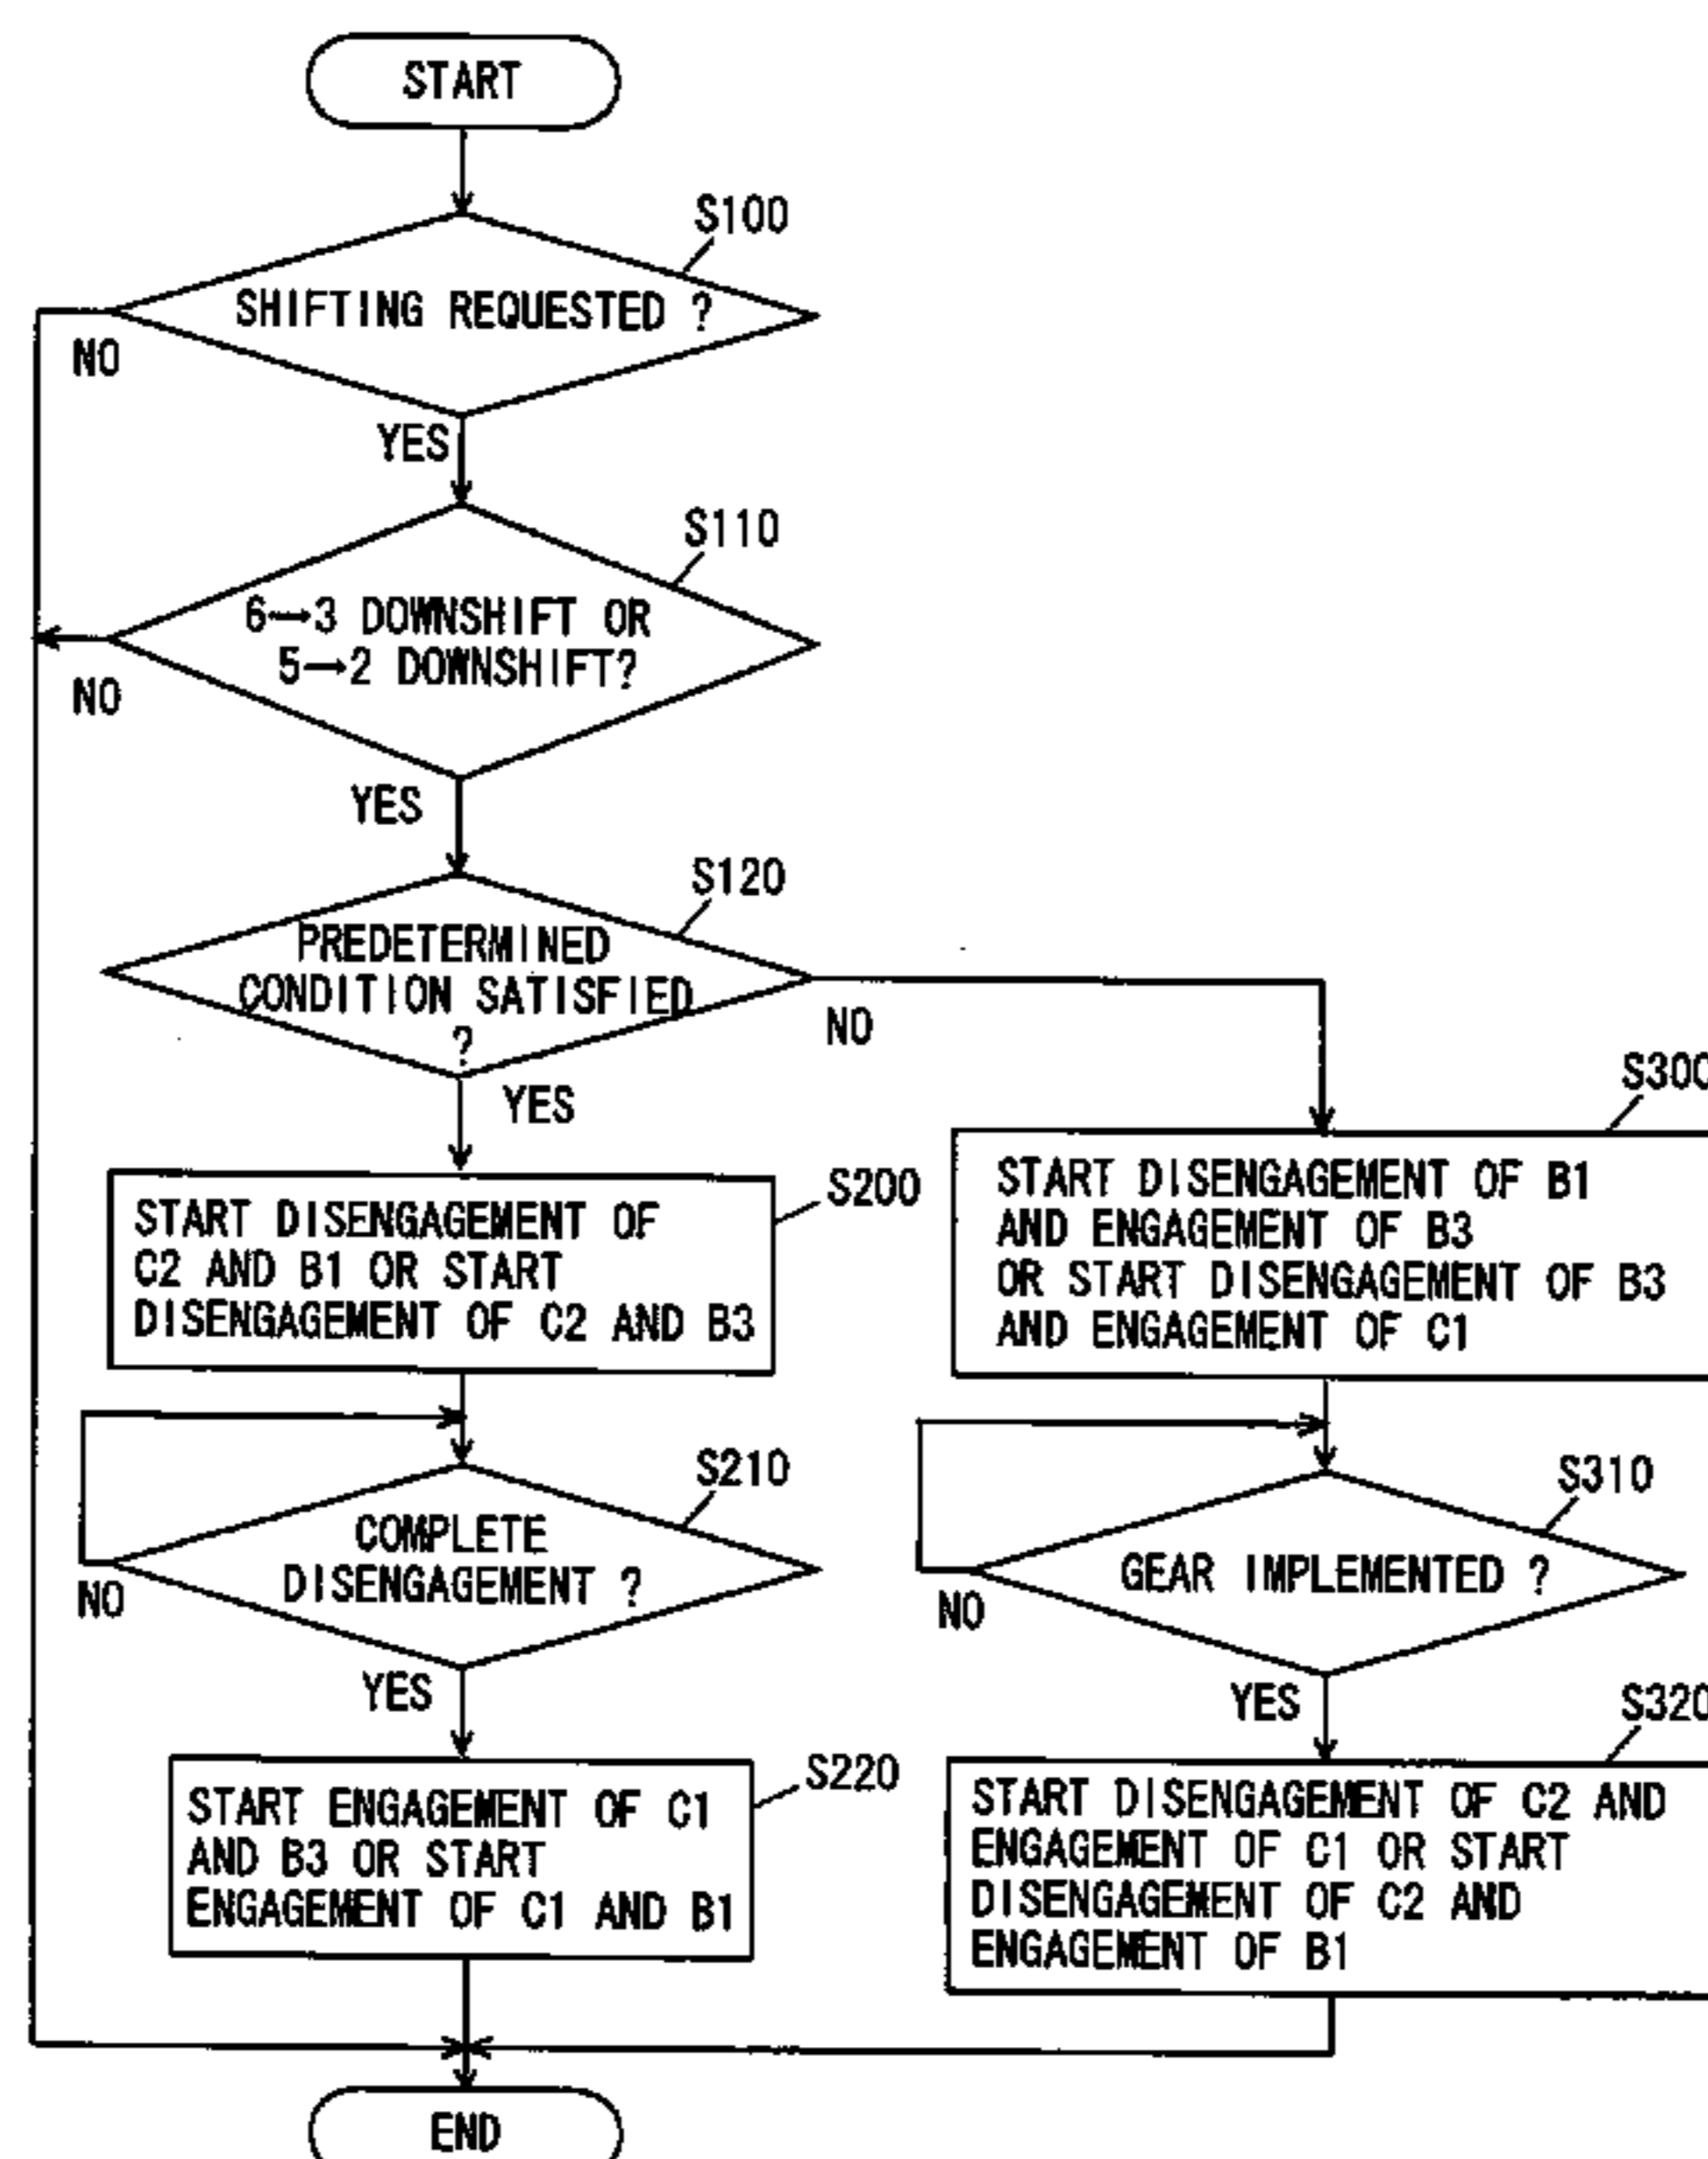 START
S100
SHIFTING REQUESTED ?
NO
YES
S110
6→3 DOWNSHIFT OR
5→2 DOWNSHIFT?
NO
YES
S120
PREDETERMINED
CONDITION SATISFIED
?
NO
YES
S300
START DISENGAGEMENT OF B1
AND ENGAGEMENT OF B3
OR START DISENGAGEMENT OF B3
AND ENGAGEMENT OF C1
S200
START DISENGAGEMENT OF
C2 AND B1 OR START
DISENGAGEMENT OF C2 AND B3
S210
COMPLETE
DISENGAGEMENT ?
NO
YES
S310
GEAR IMPLEMENTED ?
NO
YES
S220
START ENGAGEMENT OF C1
AND B3 OR START
ENGAGEMENT OF C1 AND B1
S320
START DISENGAGEMENT OF C2 AND
ENGAGEMENT OF C1 OR START
DISENGAGEMENT OF C2 AND
ENGAGEMENT OF B1
END